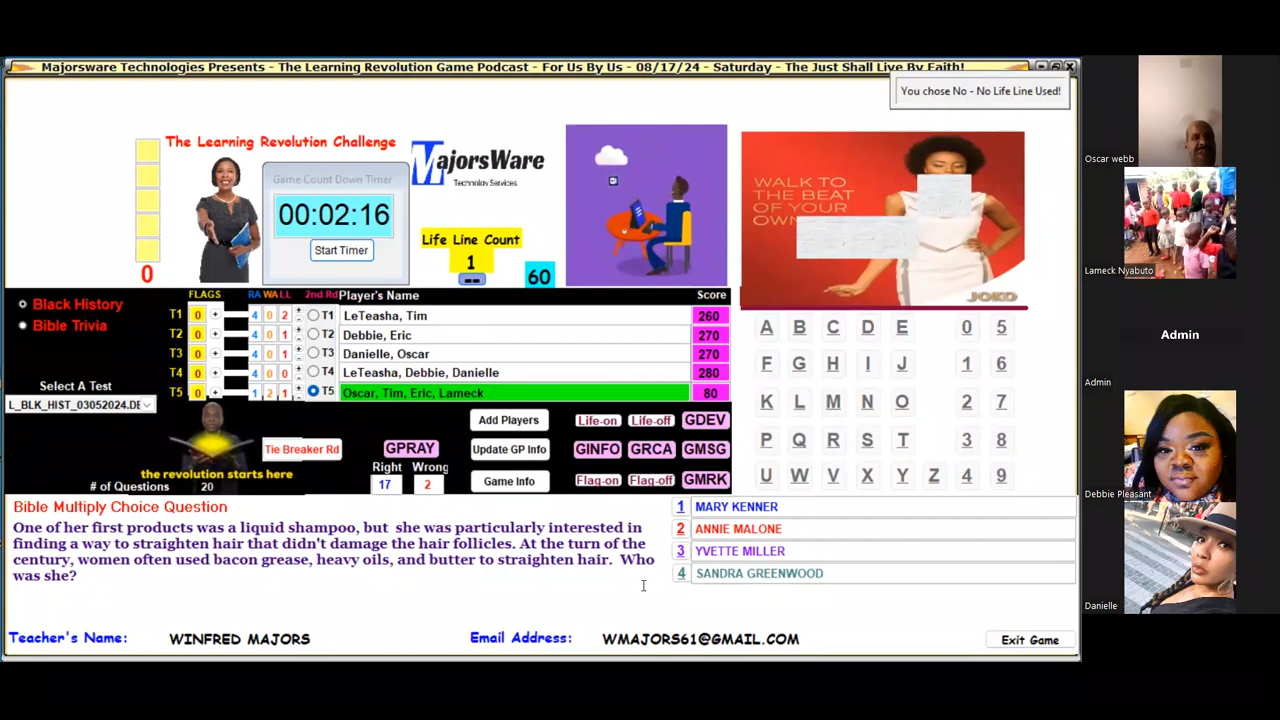 Majorsware Technologies Presents - The Learning Revolution Game Podcast - For Us By Us - 08/17/24 - Saturday - The Just Shall Live By Faith!
You chose No - No Life Line Used!
The Learning Revolution Challenge
Game Count Down Timer
00:02:16
Start Timer
0
MajorsWare
Technology Services
Life Line Count
1
60
WALK TO
THE BEAT
OF YOUR
OWN
JOKO
Black History
Bible Trivia
Select A Test
L_BLK_HIST_03052024.DE
FLAGS RA WA LL 2nd Rd Player's Name Score
T1 0 + 4 0 2 + - T1 LeTeasha, Tim 260
T2 0 + 4 0 1 + - T2 Debbie, Eric 270
T3 0 + 4 0 1 + - T3 Danielle, Oscar 270
T4 0 + 4 0 0 + - T4 LeTeasha, Debbie, Danielle 280
T5 0 + 1 2 1 + - T5 Oscar, Tim, Eric, Lameck 80
the revolution starts here
# of Questions 20
Tie Breaker Rd
GPRAY
Right Wrong
17 2
Add Players Life-on Life-off GDEV
Update GP Info GINFO GRCA GMSG
Game Info Flag-on Flag-off GMRK
A B C D E 0 5
F G H I J 1 6
K L M N O 2 7
P Q R S T 3 8
U W V X Y Z 4 9
Bible Multiply Choice Question
One of her first products was a liquid shampoo, but she was particularly interested in
finding a way to straighten hair that didn't damage the hair follicles. At the turn of the
century, women often used bacon grease, heavy oils, and butter to straighten hair. Who
was she?
1 MARY KENNER
2 ANNIE MALONE
3 YVETTE MILLER
4 SANDRA GREENWOOD
Teacher's Name: WINFRED MAJORS Email Address: WMAJORS61@GMAIL.COM
Exit Game
Oscar webb
Lameck Nyabuto
Admin
Admin
Debbie Pleasant
Danielle